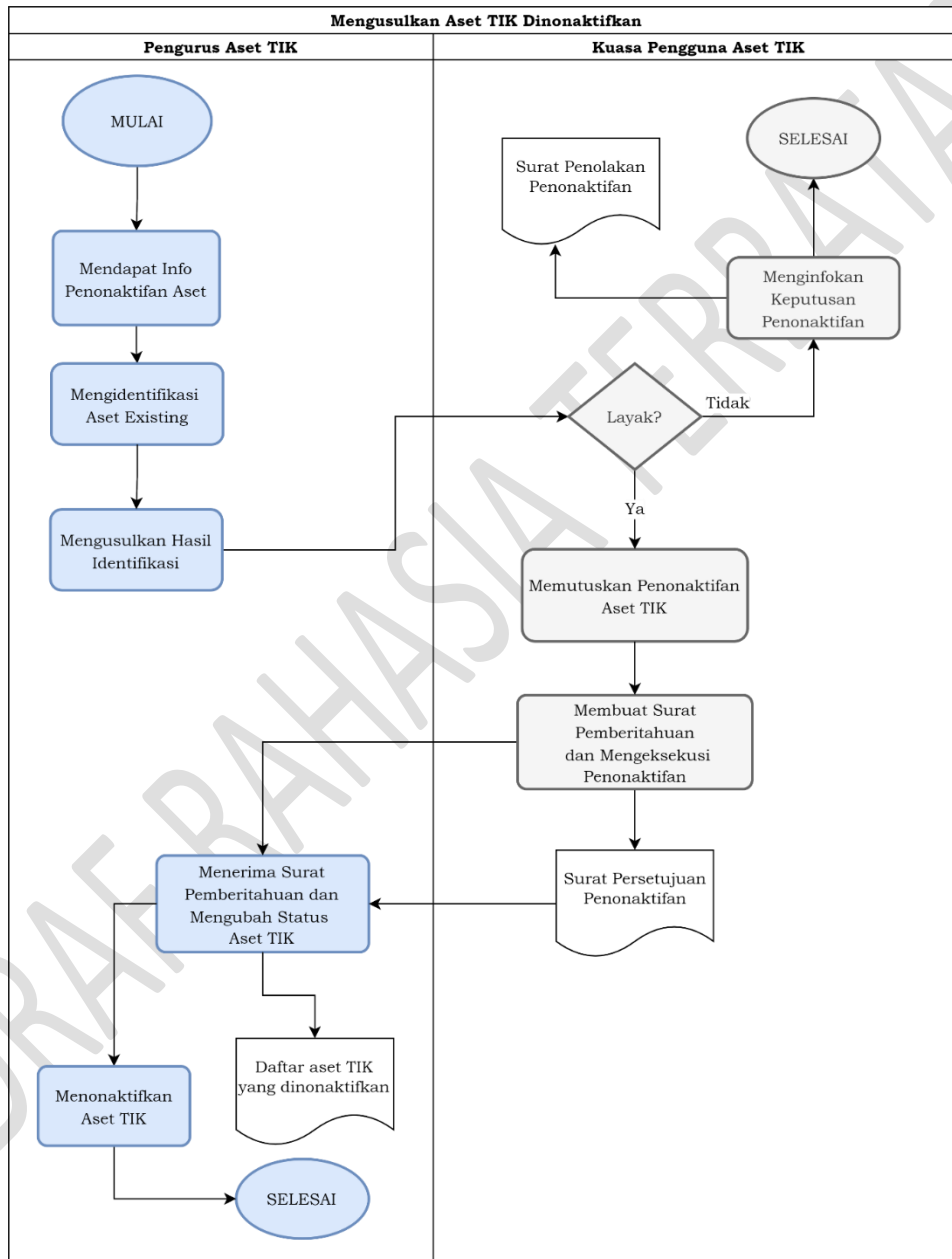 Mengusulkan Aset TIK Dinonaktifkan
Pengurus Aset TIK
Kuasa Pengguna Aset TIK
MULAI
Mendapat Info
Penonaktifan Aset
Mengidentifikasi
Aset Existing
Mengusulkan Hasil
Identifikasi
Layak?
Tidak
Menginfokan
Keputusan
Penonaktifan
Surat Penolakan
Penonaktifan
SELESAI
Ya
Memutuskan Penonaktifan
Aset TIK
Membuat Surat
Pemberitahuan
dan Mengeksekusi
Penonaktifan
Surat Persetujuan
Penonaktifan
Menerima Surat
Pemberitahuan dan
Mengubah Status
Aset TIK
Daftar aset TIK
yang dinonaktifkan
Menonaktifkan
Aset TIK
SELESAI
DRAF RAHASIA TERBATA